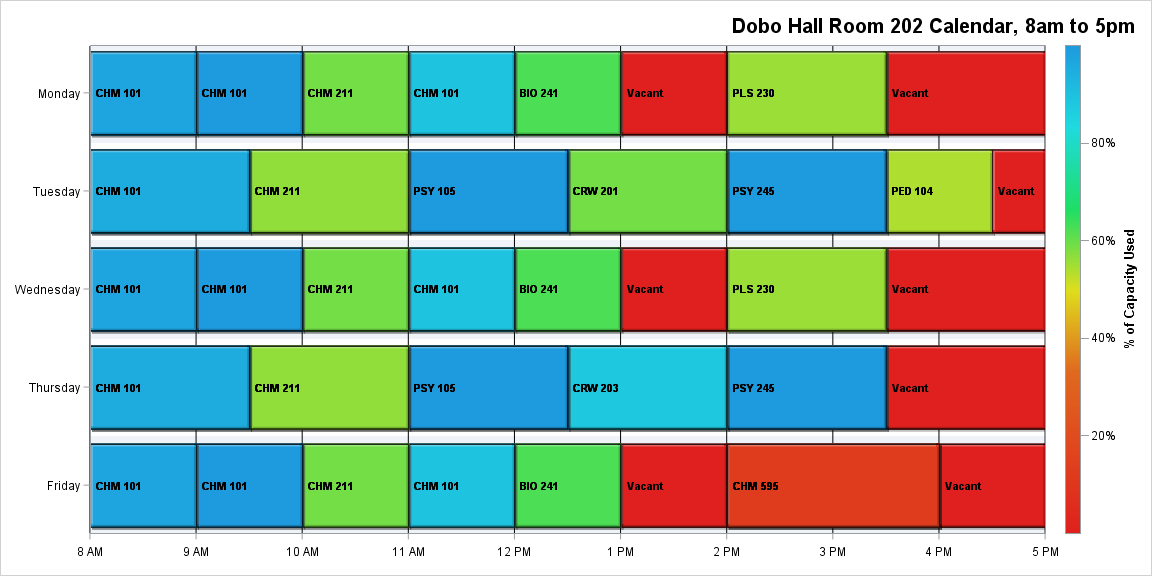 Dobo Hall Room 202 Calendar, 8am to 5pm
Monday CHM 101 CHM 101 CHM 211 CHM 101 BIO 241 Vacant PLS 230 Vacant
80%
Tuesday CHM 101 CHM 211 PSY 105 CRW 201 PSY 245 PED 104 Vacant
60%
Wednesday CHM 101 CHM 101 CHM 211 CHM 101 BIO 241 Vacant PLS 230 Vacant
% of Capacity Used
40%
Thursday CHM 101 CHM 211 PSY 105 CRW 203 PSY 245 Vacant
20%
Friday CHM 101 CHM 101 CHM 211 CHM 101 BIO 241 Vacant CHM 595 Vacant
8 AM 9 AM 10 AM 11 AM 12 PM 1 PM 2 PM 3 PM 4 PM 5 PM